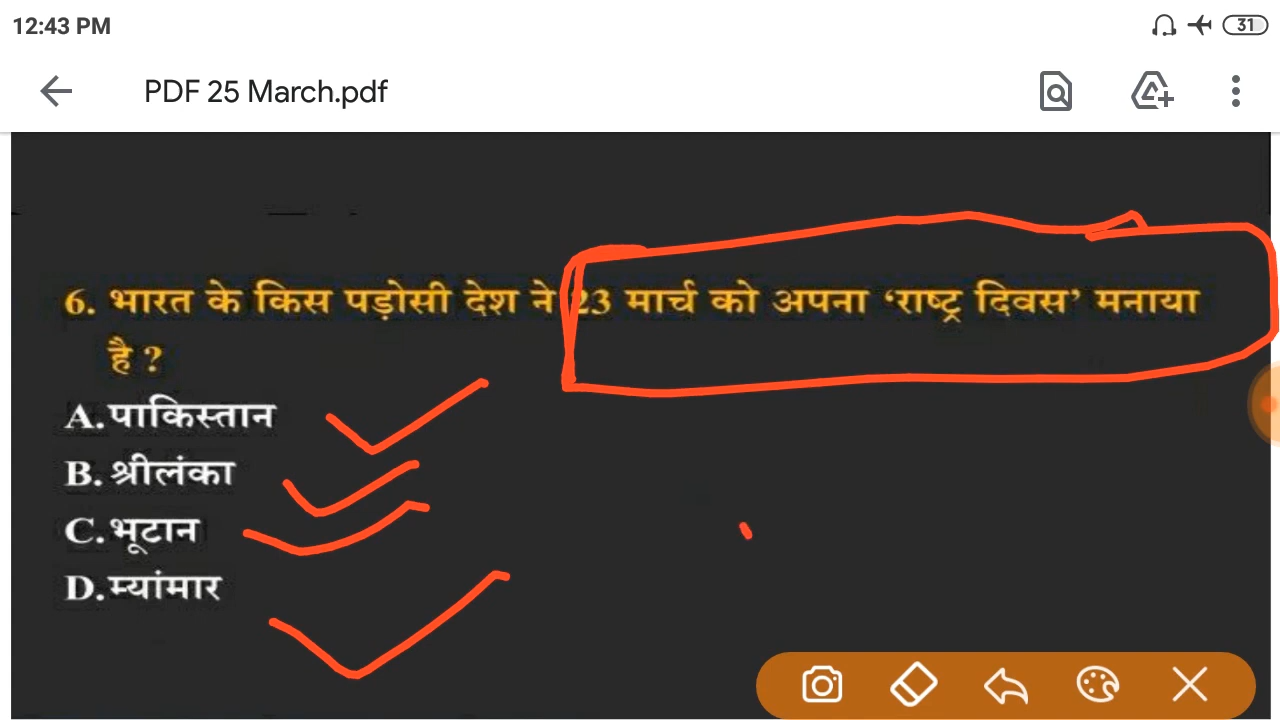 12:43 PM
31
PDF 25 March.pdf
6. भारत के किस पड़ोसी देश ने 23 मार्च को अपना ‘राष्ट्र दिवस’ मनाया
है ?
A. पाकिस्तान
B. श्रीलंका
C. भूटान
D. म्यांमार